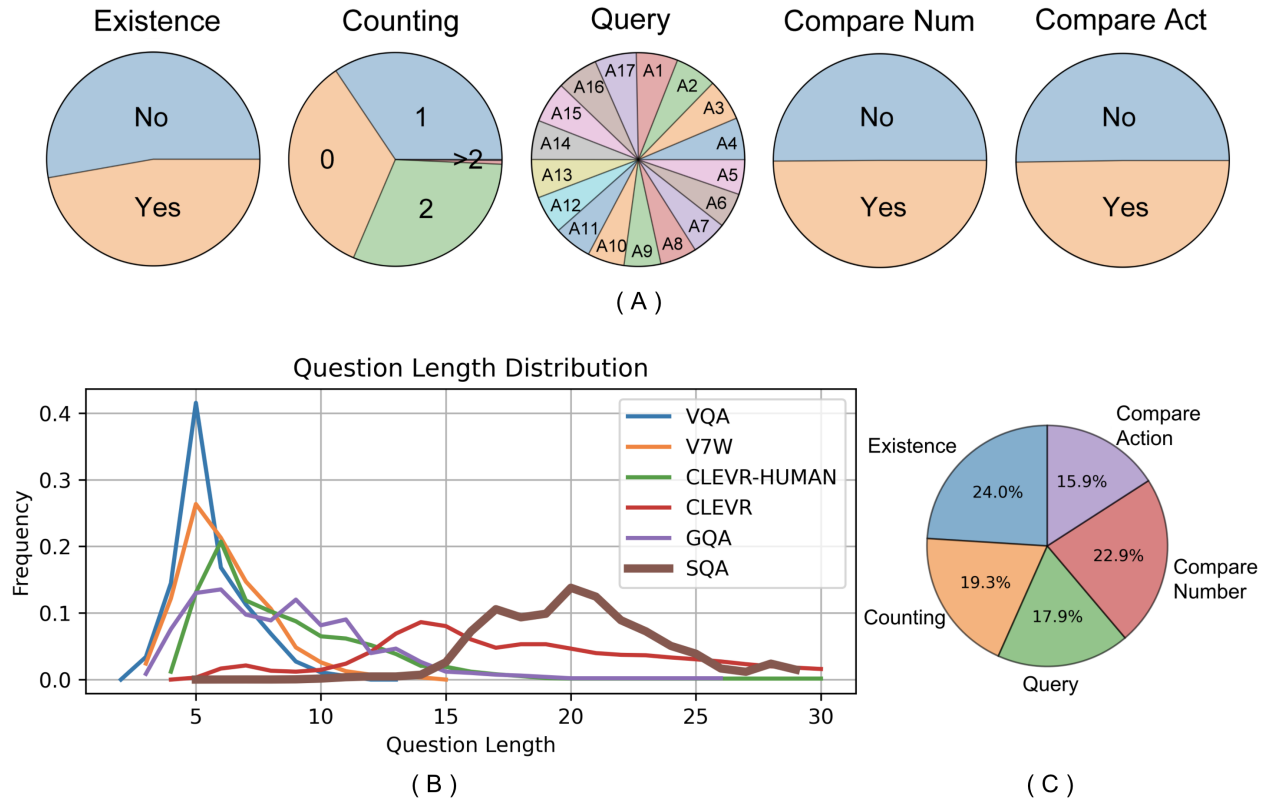 Existence
Counting
Query
Compare Num
Compare Act
No
Yes
1
0
>2
2
A17
A1
A16
A2
A15
A3
A14
A4
A13
A5
A12
A6
A11
A7
A10
A9
A8
No
Yes
No
Yes
( A )
Question Length Distribution
Frequency
0.4
0.3
0.2
0.1
0.0
VQA
V7W
CLEVR-HUMAN
CLEVR
GQA
SQA
5
10
15
20
25
30
Question Length
( B )
Existence
Compare
Action
24.0%
15.9%
22.9%
19.3%
17.9%
Compare
Number
Counting
Query
( C )